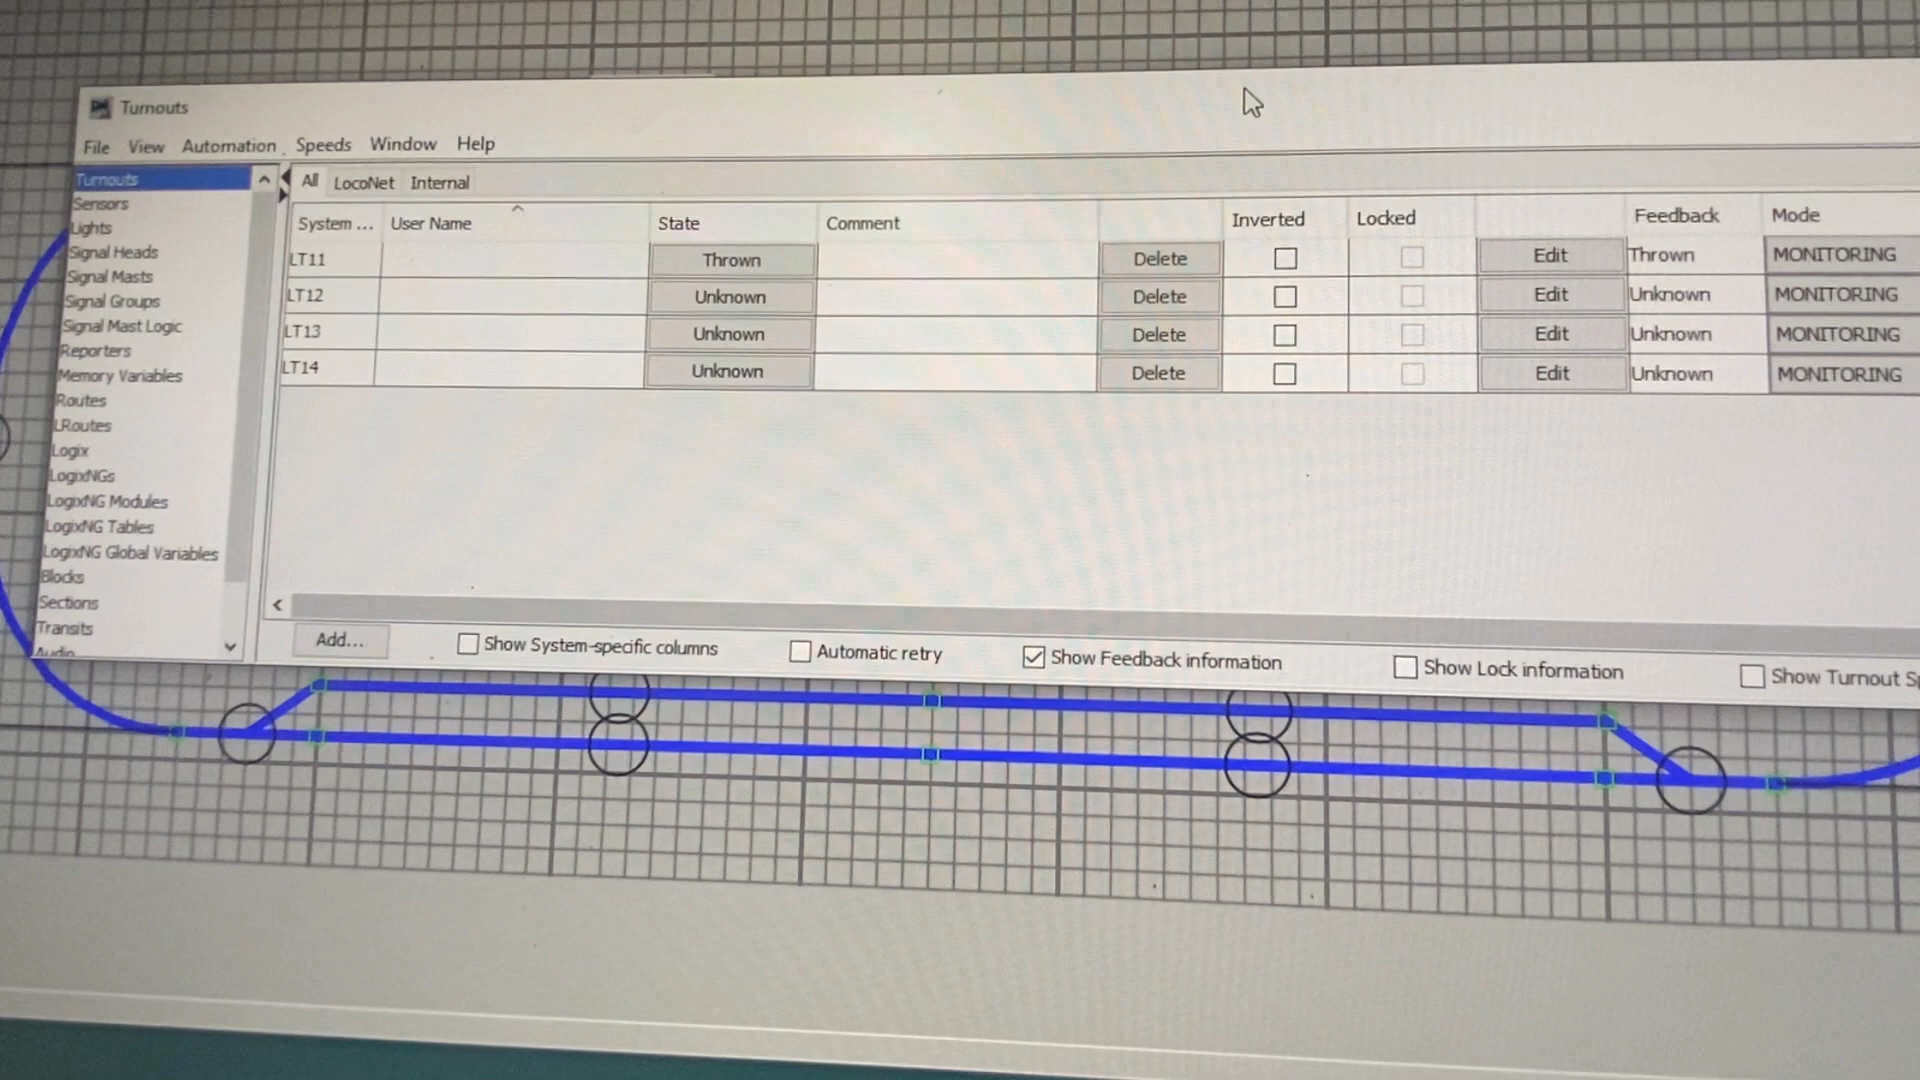 Turnouts
File View Automation Speeds Window Help
Turnouts
Sensors
Lights
Signal Heads
Signal Masts
Signal Groups
Signal Mast Logic
Reporters
Memory Variables
Routes
LRoutes
Logix
LogixNGs
LogixNG Modules
LogixNG Tables
LogixNG Global Variables
Blocks
Sections
Transits
Audio
All LocoNet Internal
System ... User Name State Comment Inverted Locked Feedback Mode
LT11 Thrown Delete Edit Thrown MONITORING
LT12 Unknown Delete Edit Unknown MONITORING
LT13 Unknown Delete Edit Unknown MONITORING
LT14 Unknown Delete Edit Unknown MONITORING
Add... Show System-specific columns Automatic retry Show Feedback information Show Lock information Show Turnout Sp